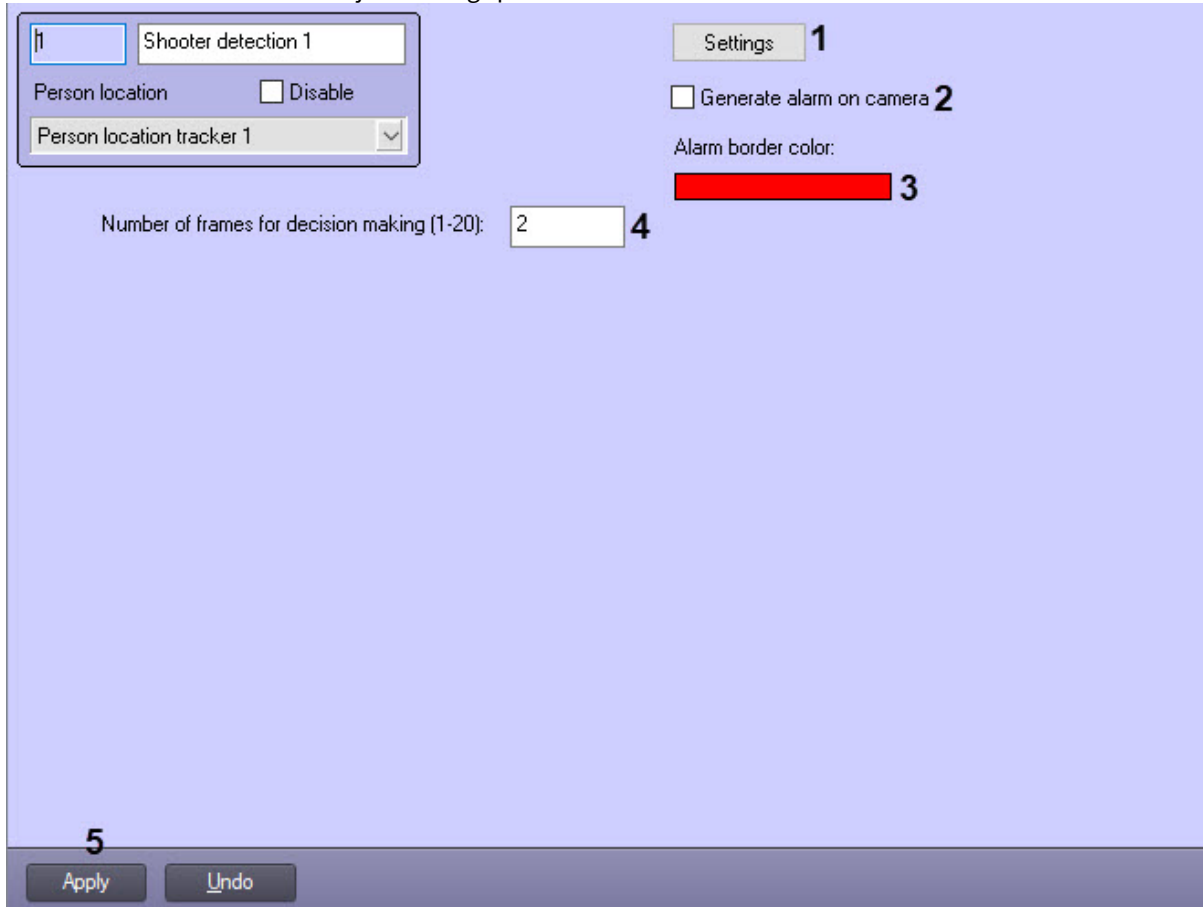 1
Shooter detection 1
Person location
Disable
Person location tracker 1
Settings 1
Generate alarm on camera 2
Alarm border color:
3
Number of frames for decision making (1-20): 2 4
5
Apply
Undo